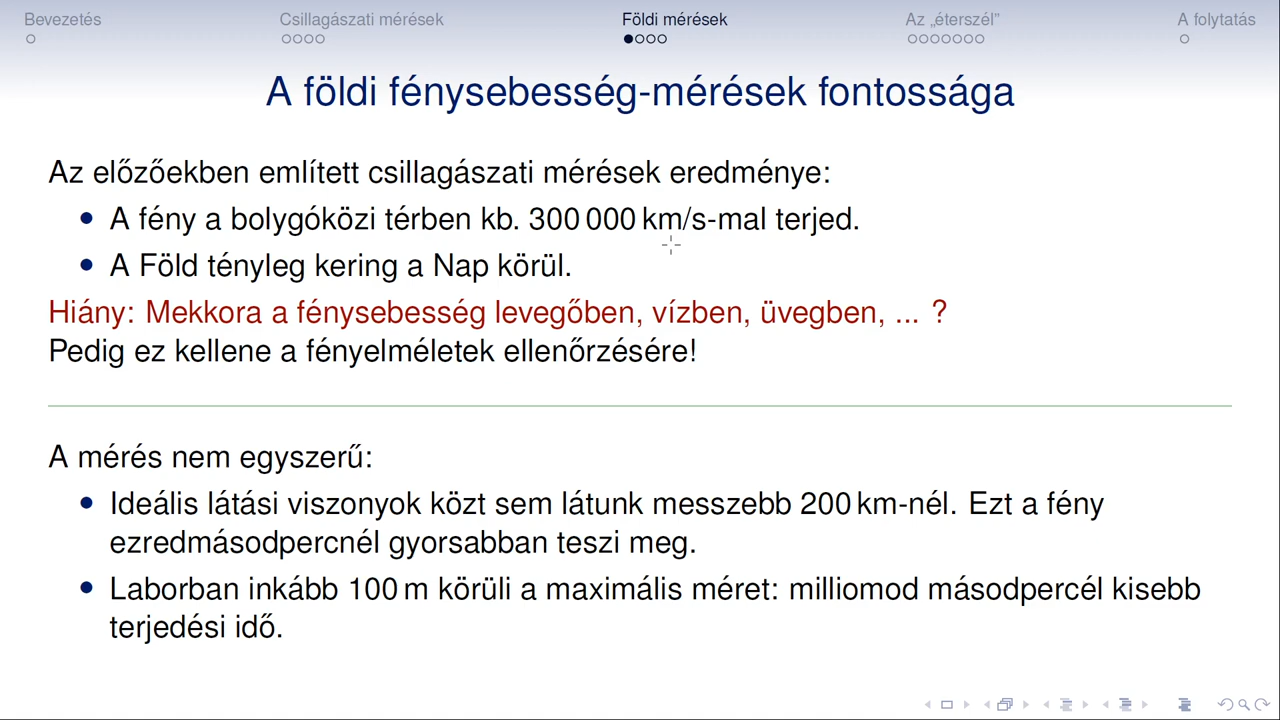 Bevezetés Csillagászati mérések Földi mérések Az „éterszél” A folytatás
A földi fénysebesség-mérések fontossága
Az előzőekben említett csillagászati mérések eredménye:
• A fény a bolygóközi térben kb. 300 000 km/s-mal terjed.
• A Föld tényleg kering a Nap körül.
Hiány: Mekkora a fénysebesség levegőben, vízben, üvegben, ... ?
Pedig ez kellene a fényelméletek ellenőrzésére!
A mérés nem egyszerű:
• Ideális látási viszonyok közt sem látunk messzebb 200 km-nél. Ezt a fény
ezredmásodpercnél gyorsabban teszi meg.
• Laborban inkább 100 m körüli a maximális méret: milliomod másodpercél kisebb
terjedési idő.